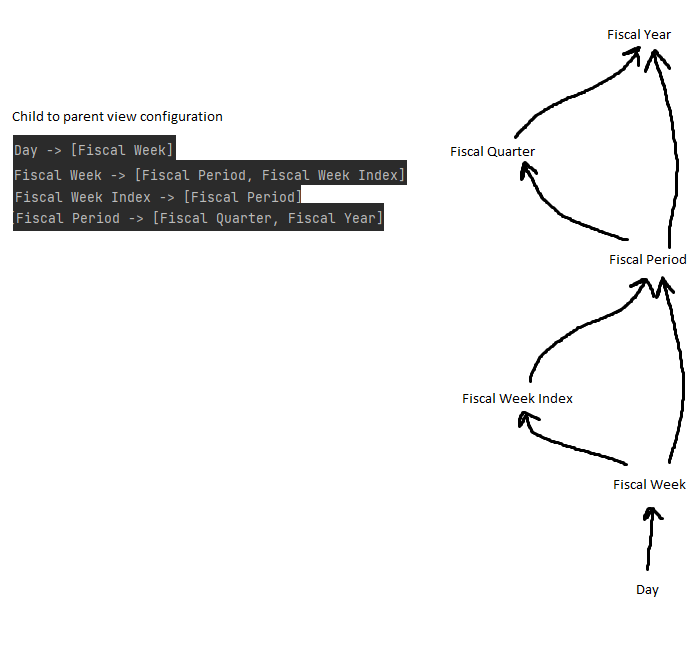 Fiscal Year
Child to parent view configuration
Day -> [Fiscal Week]
Fiscal Week -> [Fiscal Period, Fiscal Week Index]
Fiscal Week Index -> [Fiscal Period]
[Fiscal Period -> [Fiscal Quarter, Fiscal Year]
Fiscal Quarter
Fiscal Period
Fiscal Week Index
Fiscal Week
Day